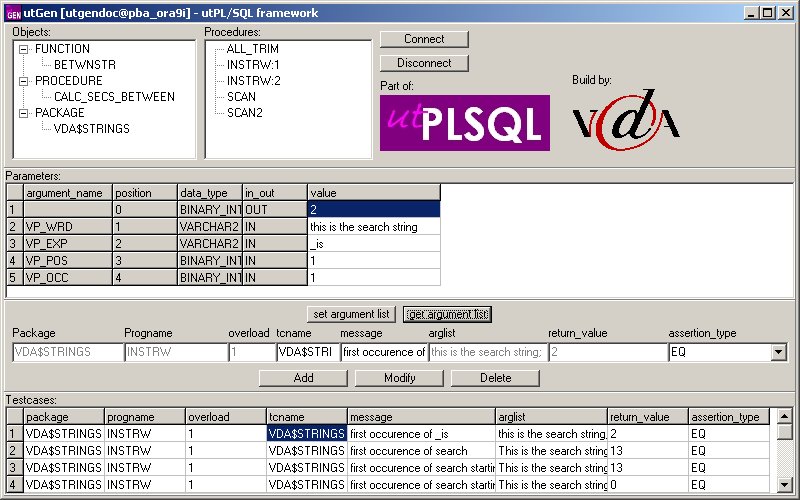 utGen [utgendoc@pba_ora9i] - utPL/SQL framework
Objects:
FUNCTION
BETWNSTR
PROCEDURE
CALC_SECS_BETWEEN
PACKAGE
VDA$STRINGS
Procedures:
ALL_TRIM
INSTRW:1
INSTRW:2
SCAN
SCAN2
Connect
Disconnect
Part of:
utPLSQL
Build by:
VdA
Parameters:
argument_name position data_type in_out value
1 0 BINARY_INT OUT 2
2 VP_WRD 1 VARCHAR2 IN this is the search string
3 VP_EXP 2 VARCHAR2 IN _is
4 VP_POS 3 BINARY_INT IN 1
5 VP_OCC 4 BINARY_INT IN 1
set argument list get argument list
Package Progname overload tcname message arglist return_value assertion_type
VDA$STRINGS INSTRW 1 VDA$STRI first occurence of this is the search string; 2 EQ
Add Modify Delete
Testcases:
package progname overload tcname message arglist return_value assertion_type
1 VDA$STRINGS INSTRW 1 VDA$STRINGS first occurence of _is this is the search string, 2 EQ
2 VDA$STRINGS INSTRW 1 VDA$STRINGS first occurence of search This is the search string 13 EQ
3 VDA$STRINGS INSTRW 1 VDA$STRINGS first occurence of search startin This is the search string 13 EQ
4 VDA$STRINGS INSTRW 1 VDA$STRINGS first occurence of search startin This is the search string 0 EQ